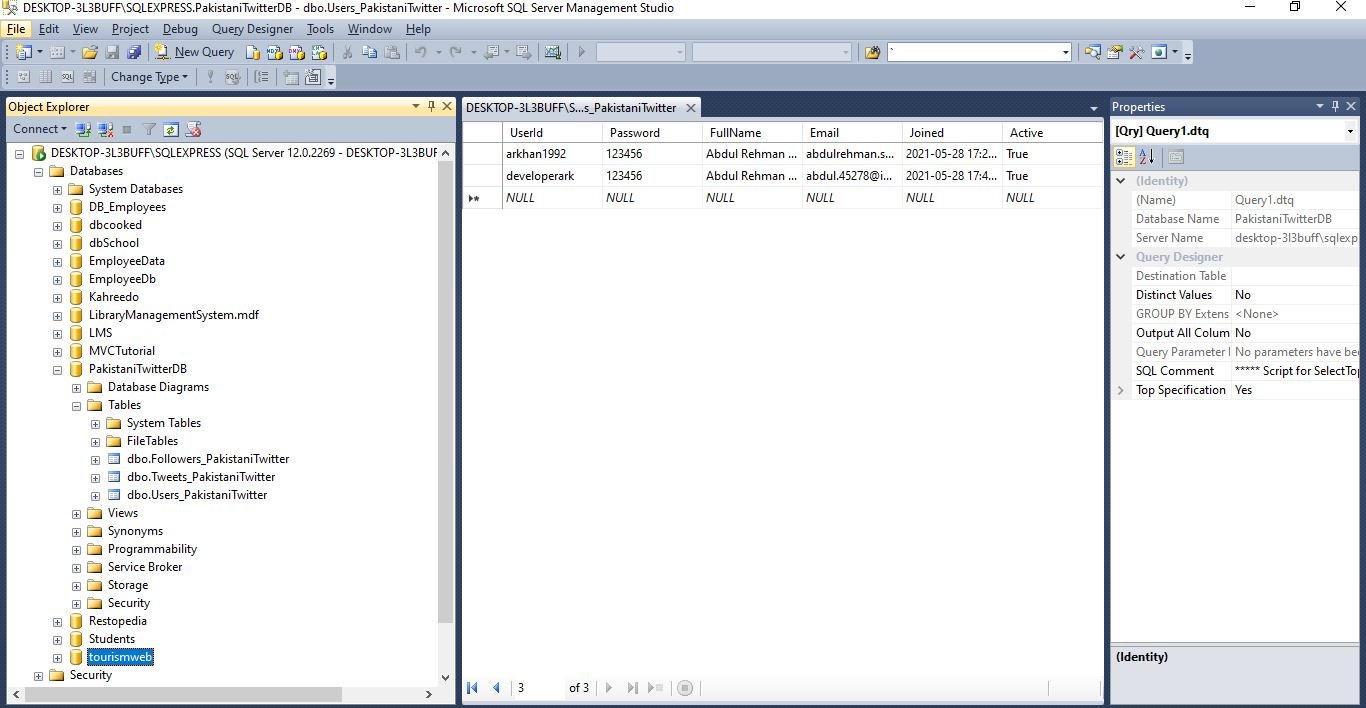 DESKTOP-3L3BUFF\SQLEXPRESS.PakistaniTwitterDB - dbo.Users_PakistaniTwitter - Microsoft SQL Server Management Studio
File Edit View Project Debug Query Designer Tools Window Help
New Query
Change Type
Object Explorer
Connect
DESKTOP-3L3BUFF\SQLEXPRESS (SQL Server 12.0.2269 - DESKTOP-3L3BUF
Databases
System Databases
DB_Employees
dbcooked
dbSchool
EmployeeData
EmployeeDb
Kahreedo
LibraryManagementSystem.mdf
LMS
MVCTutorial
PakistaniTwitterDB
Database Diagrams
Tables
System Tables
FileTables
dbo.Followers_PakistaniTwitter
dbo.Tweets_PakistaniTwitter
dbo.Users_PakistaniTwitter
Views
Synonyms
Programmability
Service Broker
Storage
Security
Restopedia
Students
tourismweb
Security
DESKTOP-3L3BUFF\S...s_PakistaniTwitter
UserId Password FullName Email Joined Active
arkhan1992 123456 Abdul Rehman ... abdulrehman.s... 2021-05-28 17:2... True
developerark 123456 Abdul Rehman ... abdul.45278@i... 2021-05-28 17:4... True
NULL NULL NULL NULL NULL NULL
3 of 3
Properties
[Qry] Query1.dtq
(Identity)
(Name) Query1.dtq
Database Name PakistaniTwitterDB
Server Name desktop-3l3buff\sqlexp
Query Designer
Destination Table
Distinct Values No
GROUP BY Extens <None>
Output All Colum No
Query Parameter No parameters have be
SQL Comment ***** Script for SelectTop
Top Specification Yes
(Identity)